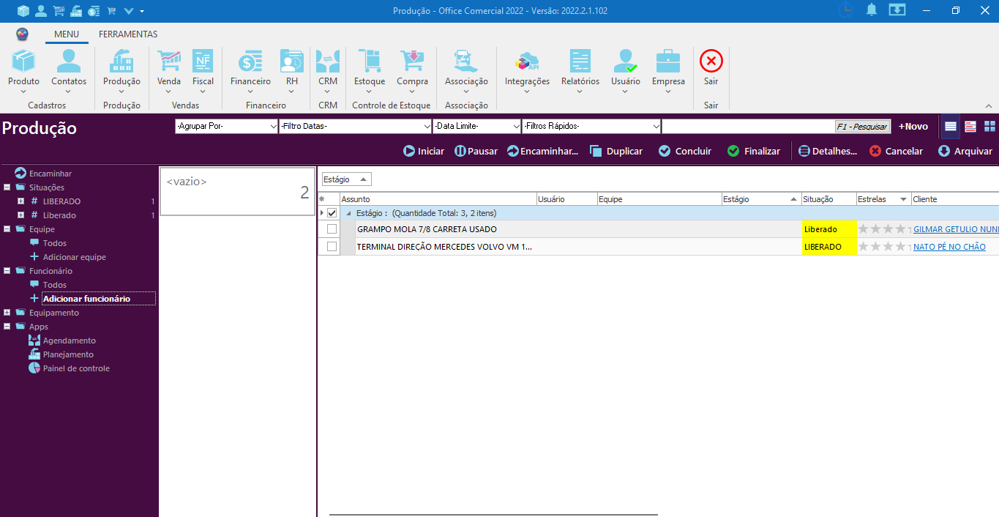 Produção - Office Comercial 2022 - Versão: 2022.2.1.102
MENU FERRAMENTAS
Produto Contatos Produção Venda Fiscal Financeiro RH CRM Estoque Compra Associação Integrações Relatórios Usuário Empresa Sair
Cadastros Produção Vendas Financeiro CRM Controle de Estoque Associação Sair
Produção
-Agrupar Por- -Filtro Datas- -Data Limite- -Filtros Rápidos- F1 - Pesquisar +Novo
Iniciar Pausar Encaminhar... Duplicar Concluir Finalizar Detalhes... Cancelar Arquivar
Encaminhar
Situações
# LIBERADO 1
# Liberado 1
Equipe
Todos
Adicionar equipe
Funcionário
Todos
Adicionar funcionário
Equipamento
Apps
Agendamento
Planejamento
Painel de controle
<vazio>
2
Estágio
Assunto Usuário Equipe Estágio Situação Estrelas Cliente
Estágio : (Quantidade Total: 3, 2 itens)
GRAMPO MOLA 7/8 CARRETA USADO Liberado GILMAR GETULIO NUN
TERMINAL DIREÇÃO MERCEDES VOLVO VM 1... LIBERADO NATO PÉ NO CHÃO